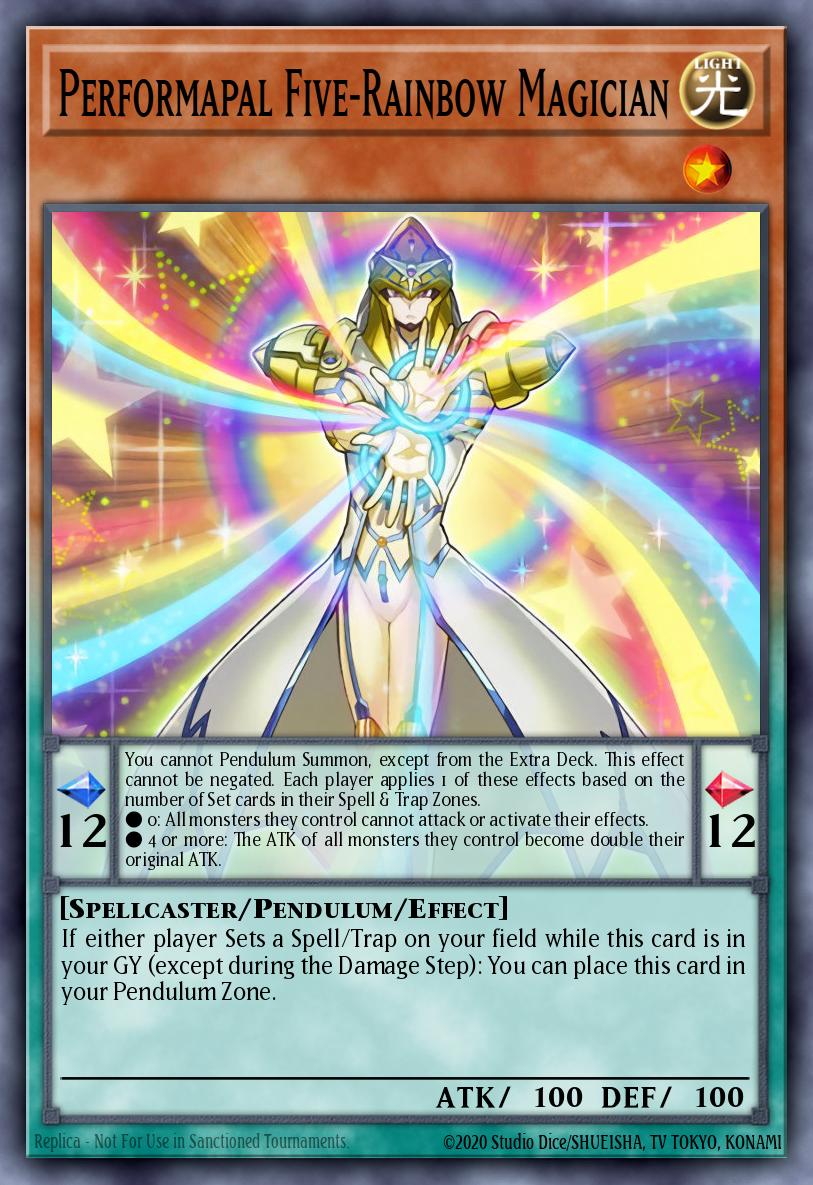 Performapal Five-Rainbow Magician
LIGHT
光
You cannot Pendulum Summon, except from the Extra Deck. This effect
cannot be negated. Each player applies 1 of these effects based on the
number of Set cards in their Spell & Trap Zones.
● 0: All monsters they control cannot attack or activate their effects.
● 4 or more: The ATK of all monsters they control become double their
original ATK.
12
12
[Spellcaster/Pendulum/Effect]
If either player Sets a Spell/Trap on your field while this card is in
your GY (except during the Damage Step): You can place this card in
your Pendulum Zone.
ATK/ 100 DEF/ 100
Replica - Not For Use in Sanctioned Tournaments.
©2020 Studio Dice/SHUEISHA, TV TOKYO, KONAMI